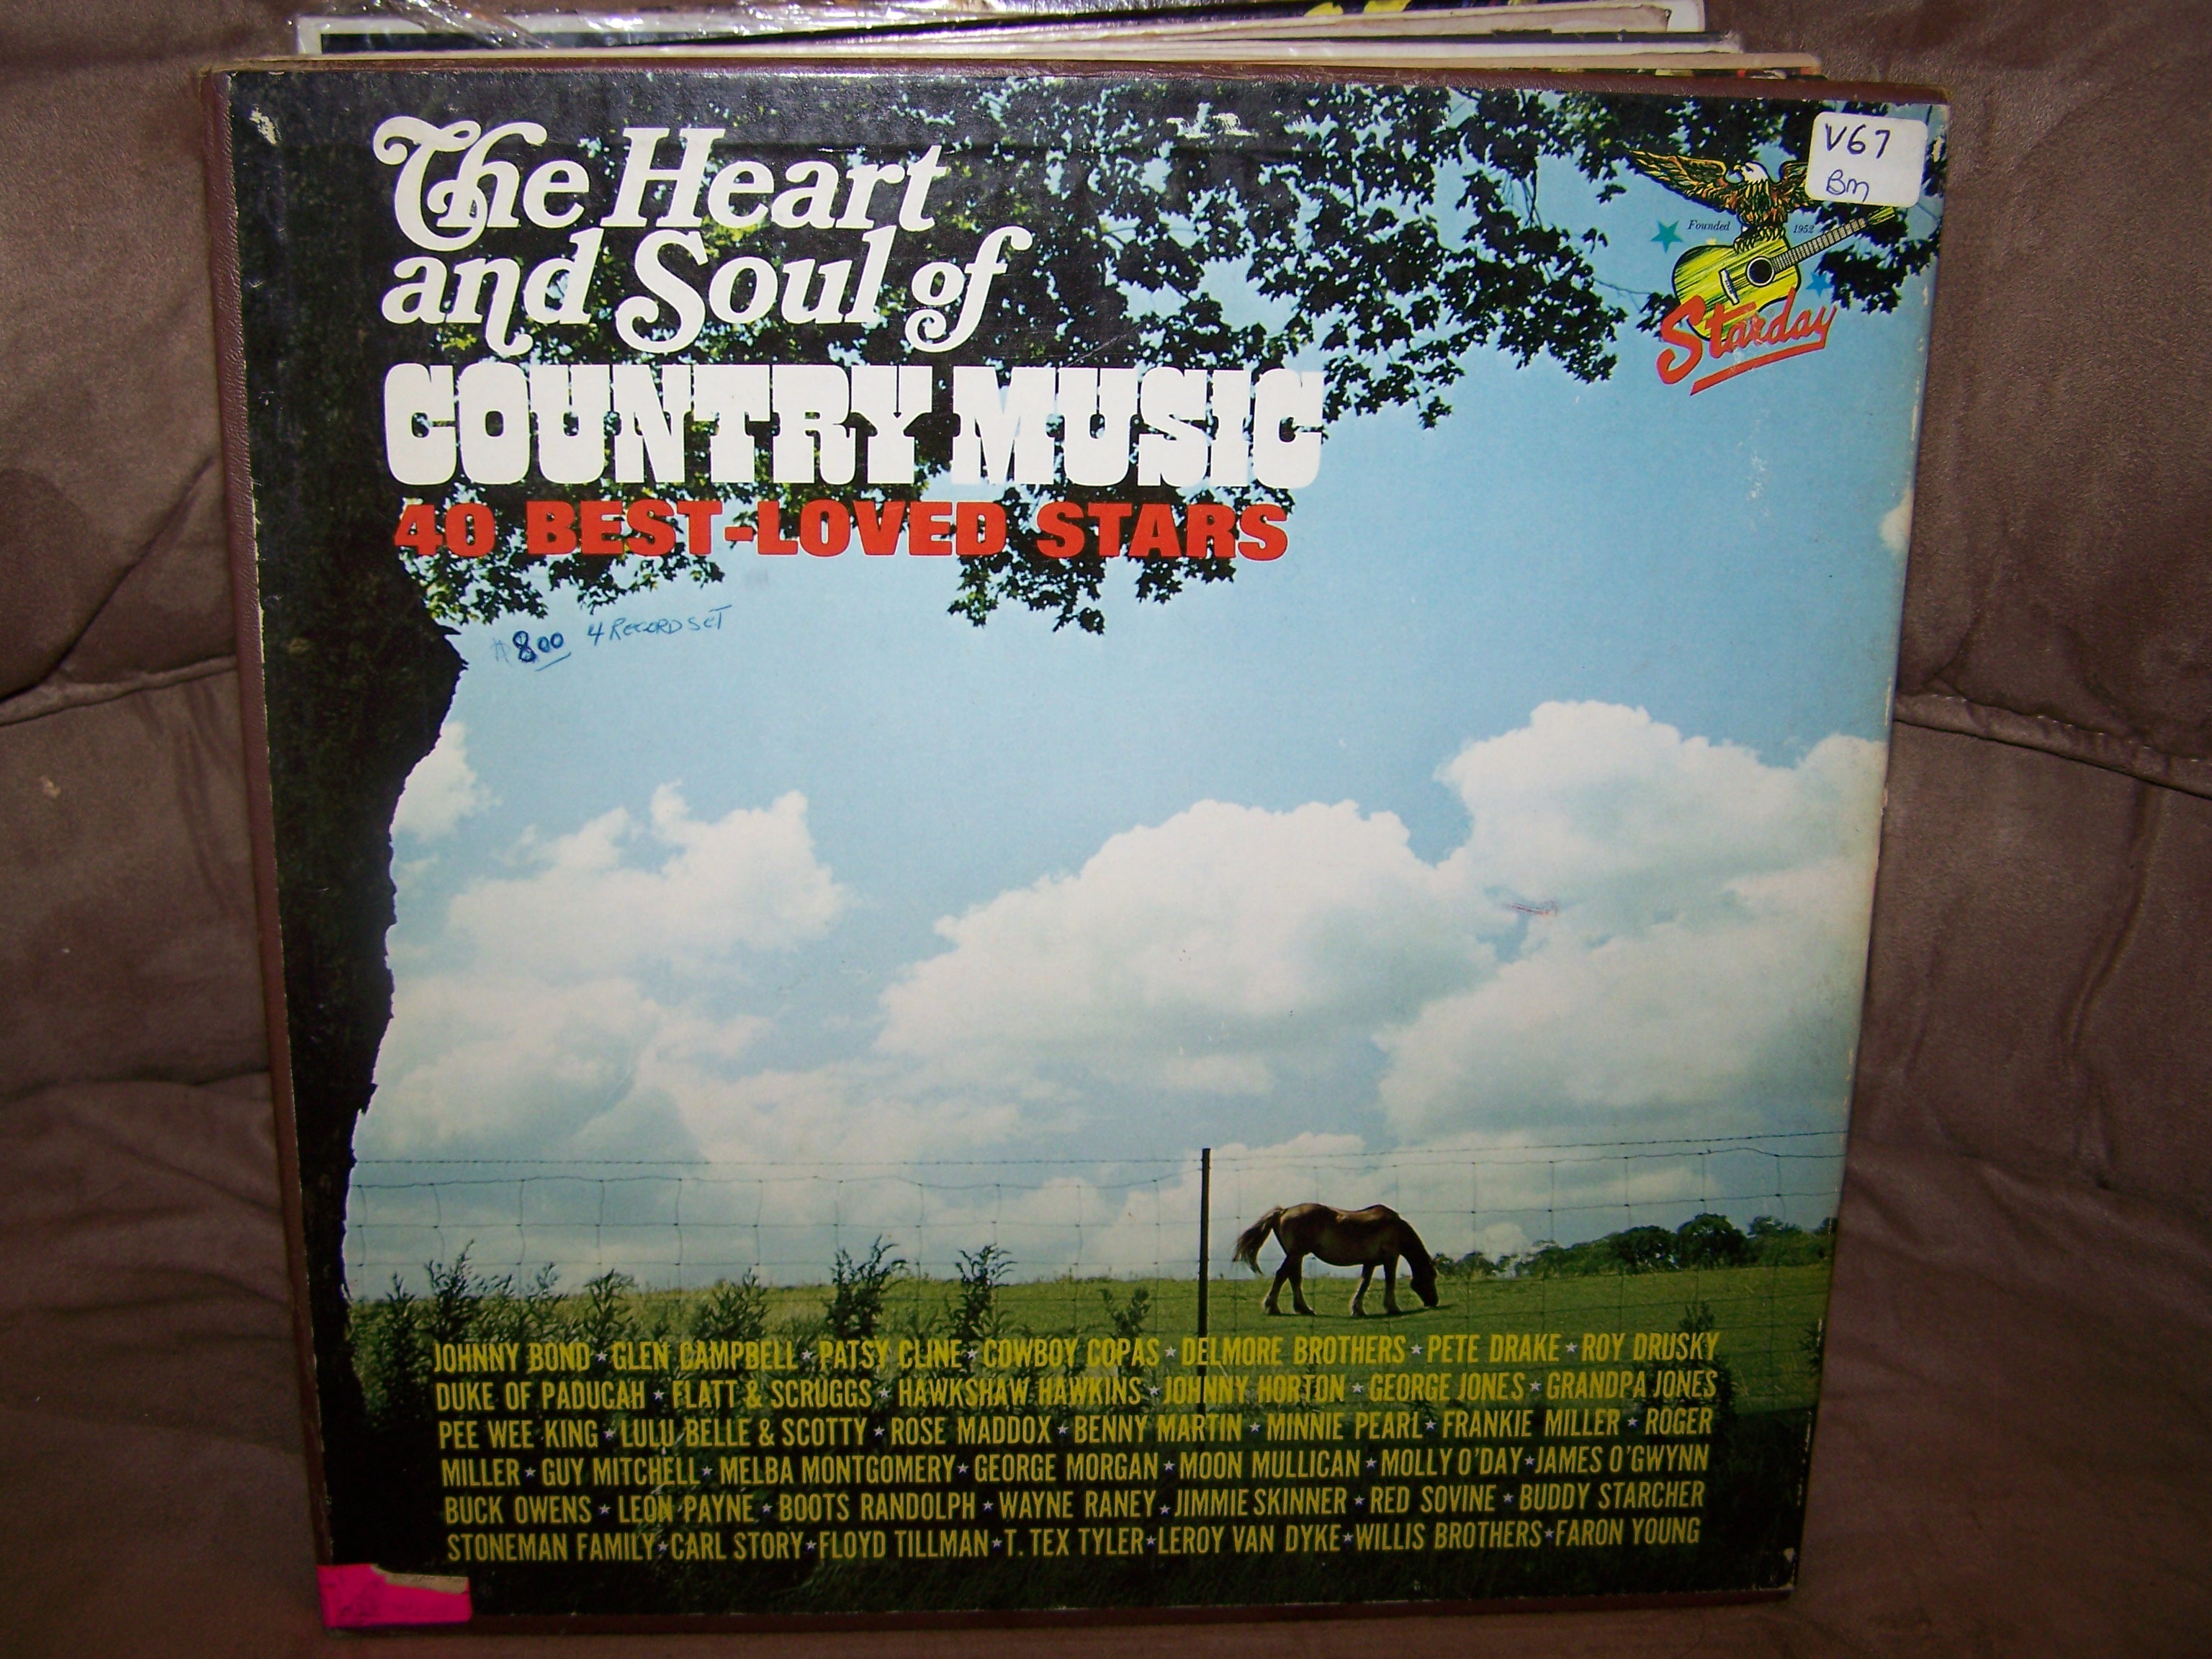 The Heart
and Soul of
COUNTRY MUSIC
40 BEST-LOVED STARS
$8.00 4 RECORD SET
V67
BM
Founded 1952
Starday
JOHNNY BOND ★ GLEN CAMPBELL ★ PATSY CLINE ★ COWBOY COPAS ★ DELMORE BROTHERS ★ PETE DRAKE ★ ROY DRUSKY
DUKE OF PADUCAH ★ FLATT & SCRUGGS ★ HAWKSHAW HAWKINS ★ JOHNNY HORTON ★ GEORGE JONES ★ GRANDPA JONES
PEE WEE KING ★ LULU BELLE & SCOTTY ★ ROSE MADDOX ★ BENNY MARTIN ★ MINNIE PEARL ★ FRANKIE MILLER ★ ROGER
MILLER ★ GUY MITCHELL ★ MELBA MONTGOMERY ★ GEORGE MORGAN ★ MOON MULLICAN ★ MOLLY O'DAY ★ JAMES O'GWYNN
BUCK OWENS ★ LEON PAYNE ★ BOOTS RANDOLPH ★ WAYNE RANEY ★ JIMMIE SKINNER ★ RED SOVINE ★ BUDDY STARCHER
STONEMAN FAMILY ★ CARL STORY ★ FLOYD TILLMAN ★ T. TEX TYLER ★ LEROY VAN DYKE ★ WILLIS BROTHERS ★ FARON YOUNG